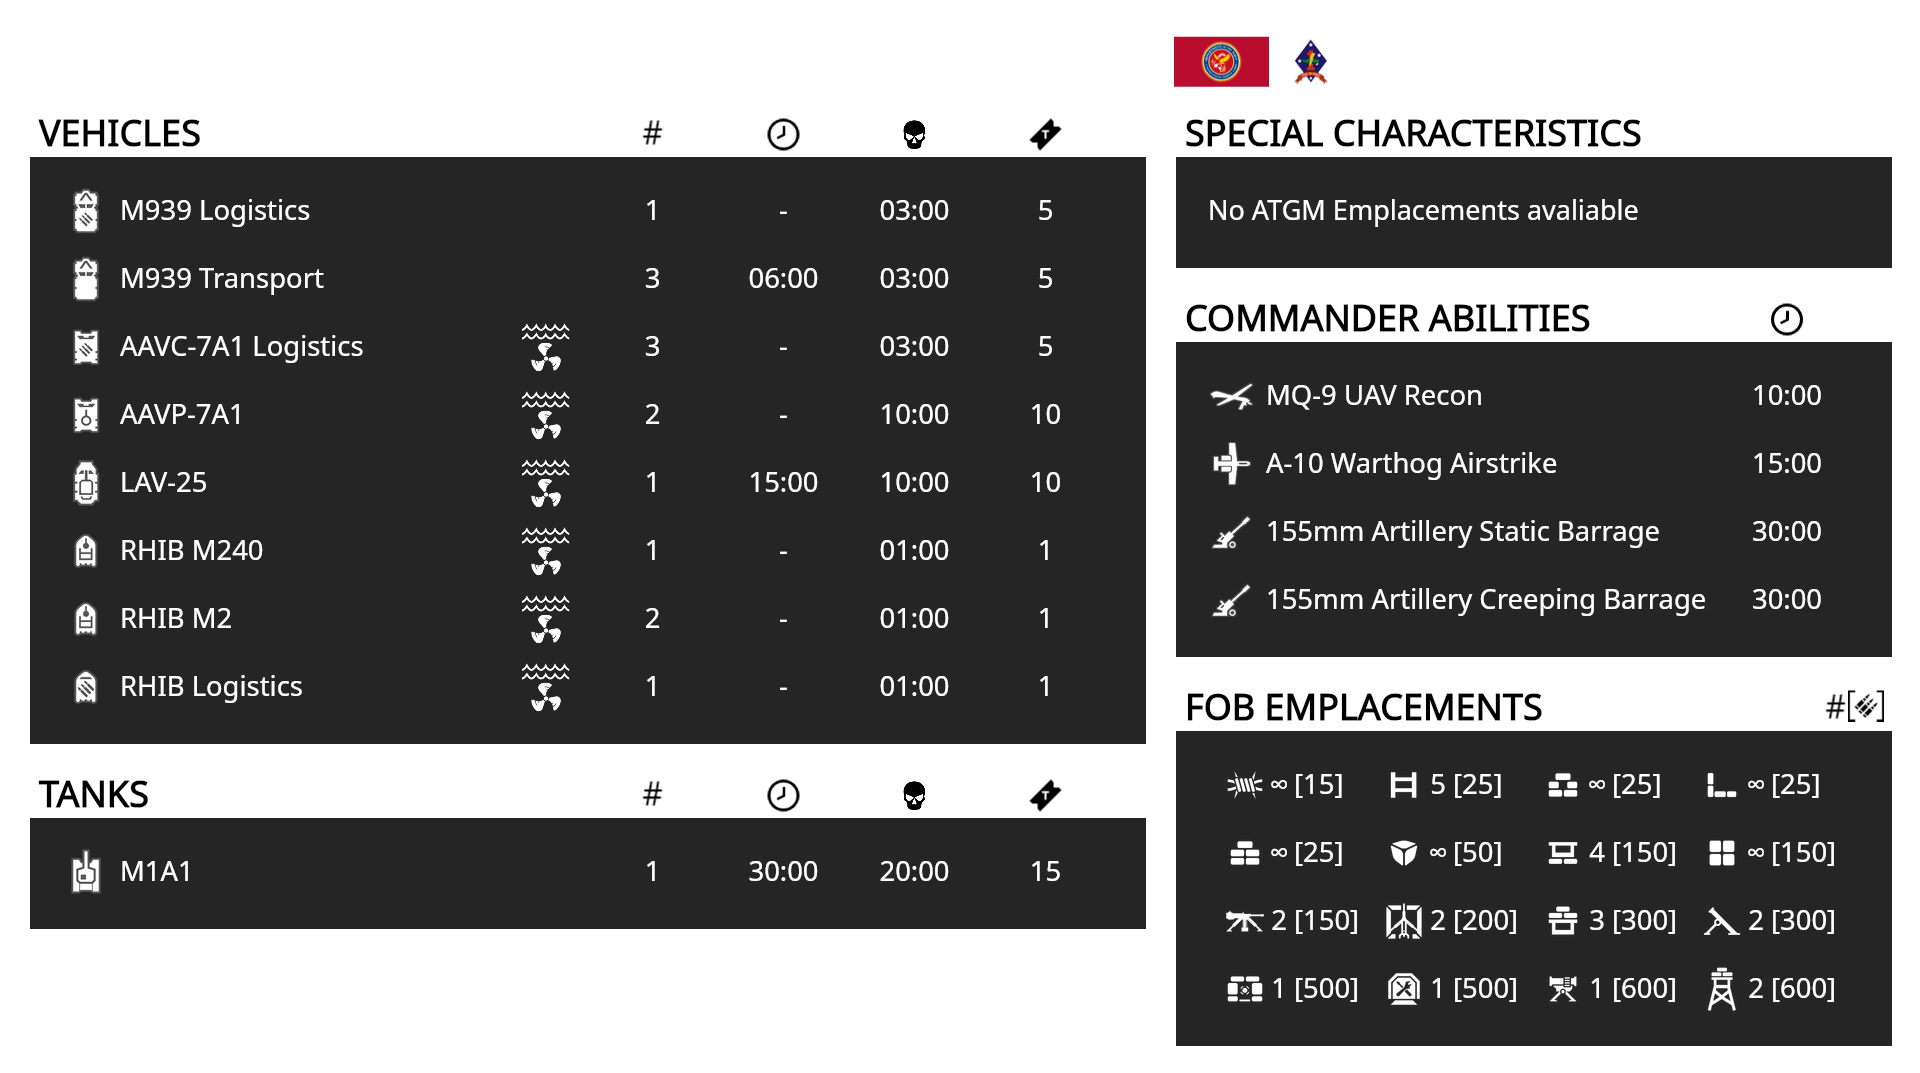 VEHICLES #
M939 Logistics 1 - 03:00 5
M939 Transport 3 06:00 03:00 5
AAVC-7A1 Logistics 3 - 03:00 5
AAVP-7A1 2 - 10:00 10
LAV-25 1 15:00 10:00 10
RHIB M240 1 - 01:00 1
RHIB M2 2 - 01:00 1
RHIB Logistics 1 - 01:00 1
TANKS #
M1A1 1 30:00 20:00 15
SPECIAL CHARACTERISTICS
No ATGM Emplacements avaliable
COMMANDER ABILITIES
MQ-9 UAV Recon 10:00
A-10 Warthog Airstrike 15:00
155mm Artillery Static Barrage 30:00
155mm Artillery Creeping Barrage 30:00
FOB EMPLACEMENTS #[ ]
∞ [15] 5 [25] ∞ [25] ∞ [25]
∞ [25] ∞ [50] 4 [150] ∞ [150]
2 [150] 2 [200] 3 [300] 2 [300]
1 [500] 1 [500] 1 [600] 2 [600]